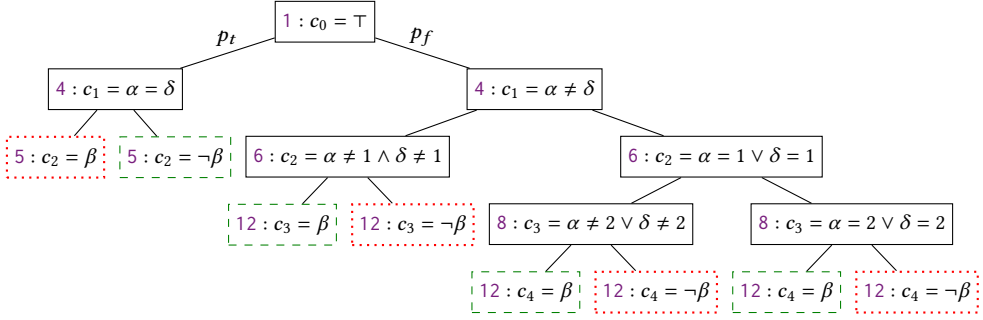 1 : c₀ = ⊤
pₜ p_f
4 : c₁ = α = δ 4 : c₁ = α ≠ δ
5 : c₂ = β 5 : c₂ = ¬β 6 : c₂ = α ≠ 1 ∧ δ ≠ 1 6 : c₂ = α = 1 ∨ δ = 1
12 : c₃ = β 12 : c₃ = ¬β 8 : c₃ = α ≠ 2 ∨ δ ≠ 2 8 : c₃ = α = 2 ∨ δ = 2
12 : c₄ = β 12 : c₄ = ¬β 12 : c₄ = β 12 : c₄ = ¬β